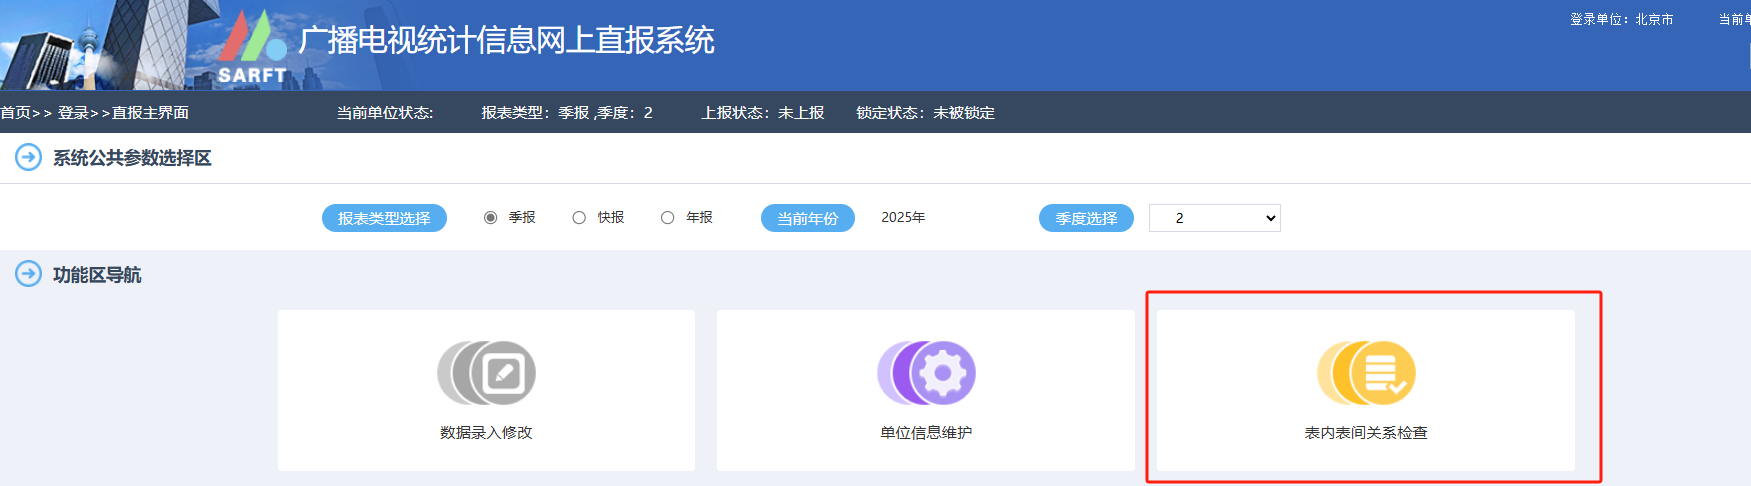 登录单位：北京市 当前单
SARFT
广播电视统计信息网上直报系统
首页>> 登录>>直报主界面 当前单位状态: 报表类型：季报 ,季度：2 上报状态：未上报 锁定状态：未被锁定
系统公共参数选择区
报表类型选择 季报 快报 年报 当前年份 2025年 季度选择 2
功能区导航
数据录入修改 单位信息维护 表内表间关系检查